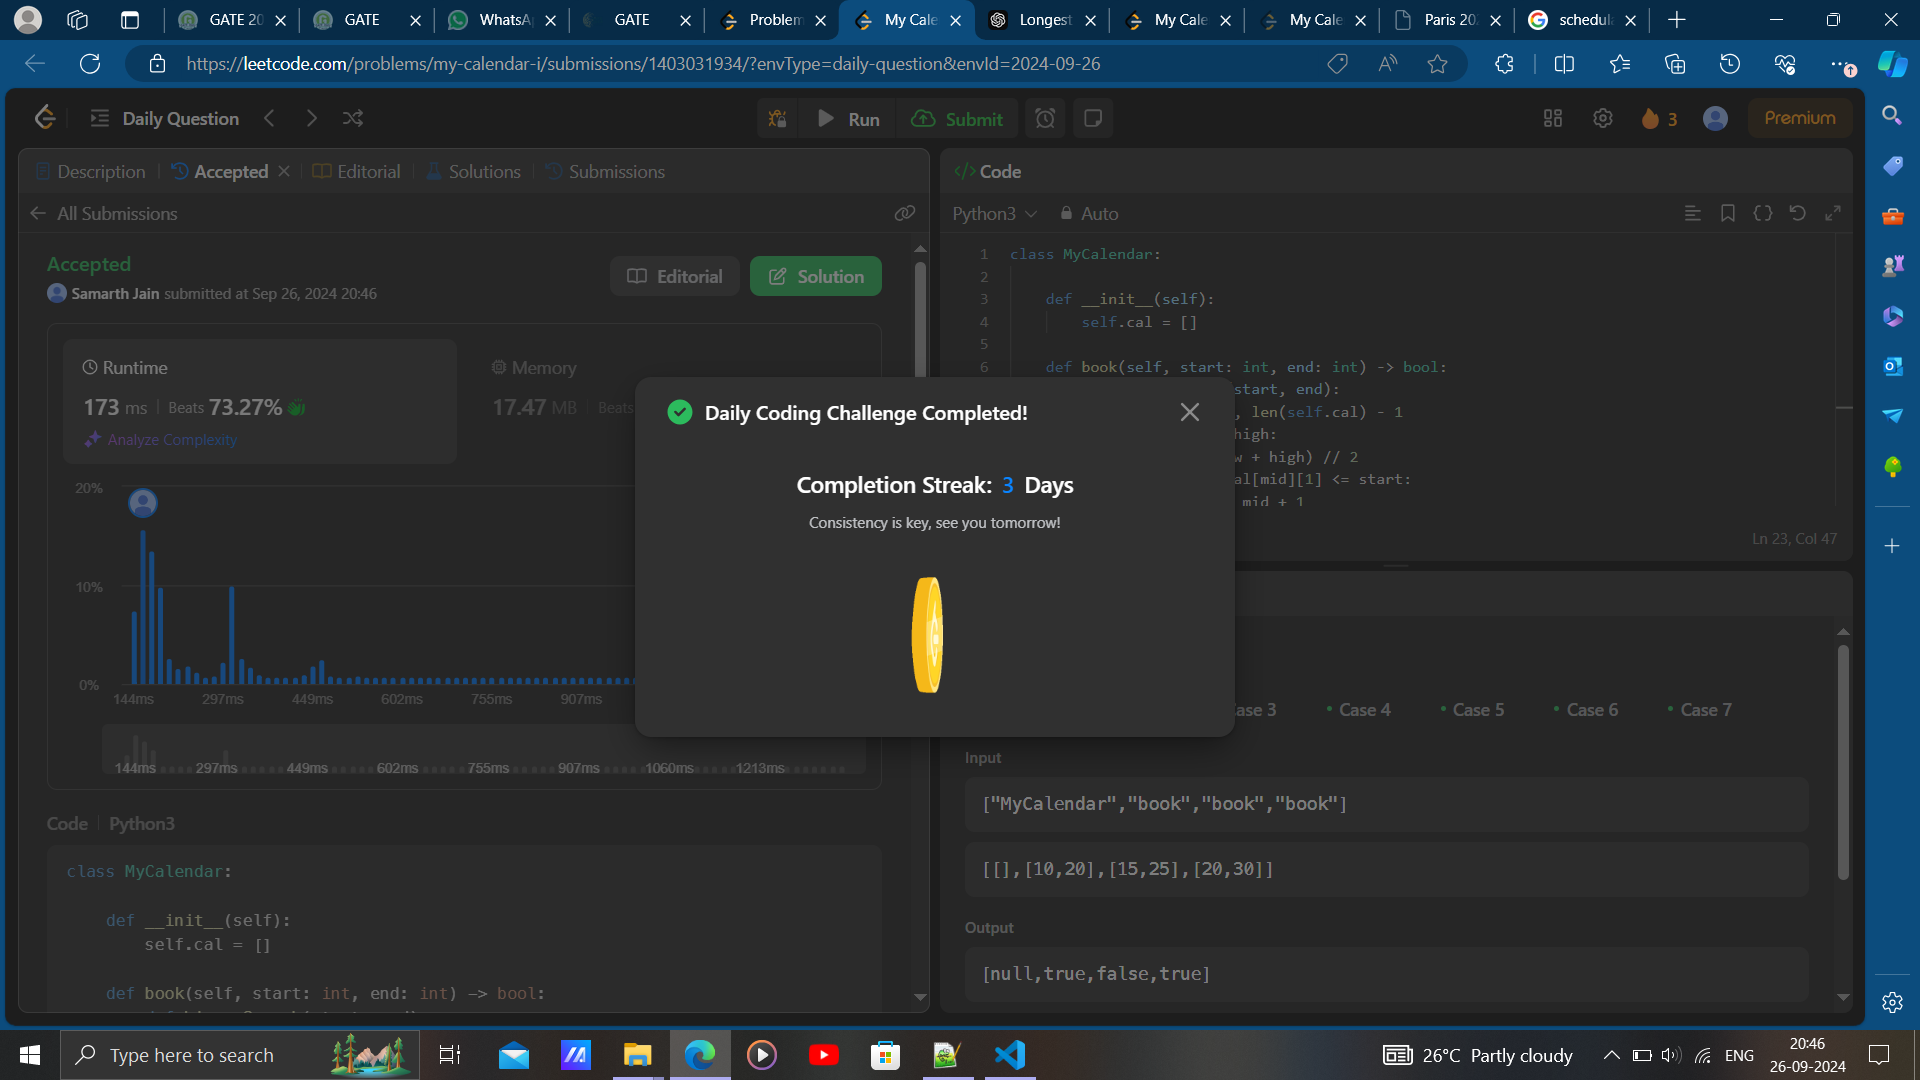 GATE 20
GATE
WhatsA
GATE
Problem
My Cale
Longest
My Cale
My Cale
Paris 20
schedul
https://leetcode.com/problems/my-calendar-i/submissions/1403031934/?envType=daily-question&envId=2024-09-26
Daily Question
Run
Submit
3
Premium
Description
Accepted
Editorial
Solutions
Submissions
All Submissions
Accepted
Samarth Jain submitted at Sep 26, 2024 20:46
Editorial
Solution
Runtime
173 ms
Beats 73.27%
Analyze Complexity
Memory
17.47 MB
Beats
20%
10%
0%
144ms 297ms 449ms 602ms 755ms 907ms
144ms 297ms 449ms 602ms 755ms 907ms 1060ms 1213ms
Code
Python3
class MyCalendar:
def __init__(self):
self.cal = []
def book(self, start: int, end: int) -> bool:
Code
Python3
Auto
1 class MyCalendar:
2
3 def __init__(self):
4 self.cal = []
5
6 def book(self, start: int, end: int) -> bool:
start, end):
, len(self.cal) - 1
high:
w + high) // 2
al[mid][1] <= start:
mid + 1
Ln 23, Col 47
Daily Coding Challenge Completed!
Completion Streak: 3 Days
Consistency is key, see you tomorrow!
ase 3
Case 4
Case 5
Case 6
Case 7
Input
["MyCalendar","book","book","book"]
[[],[10,20],[15,25],[20,30]]
Output
[null,true,false,true]
Type here to search
26°C Partly cloudy
ENG
20:46
26-09-2024